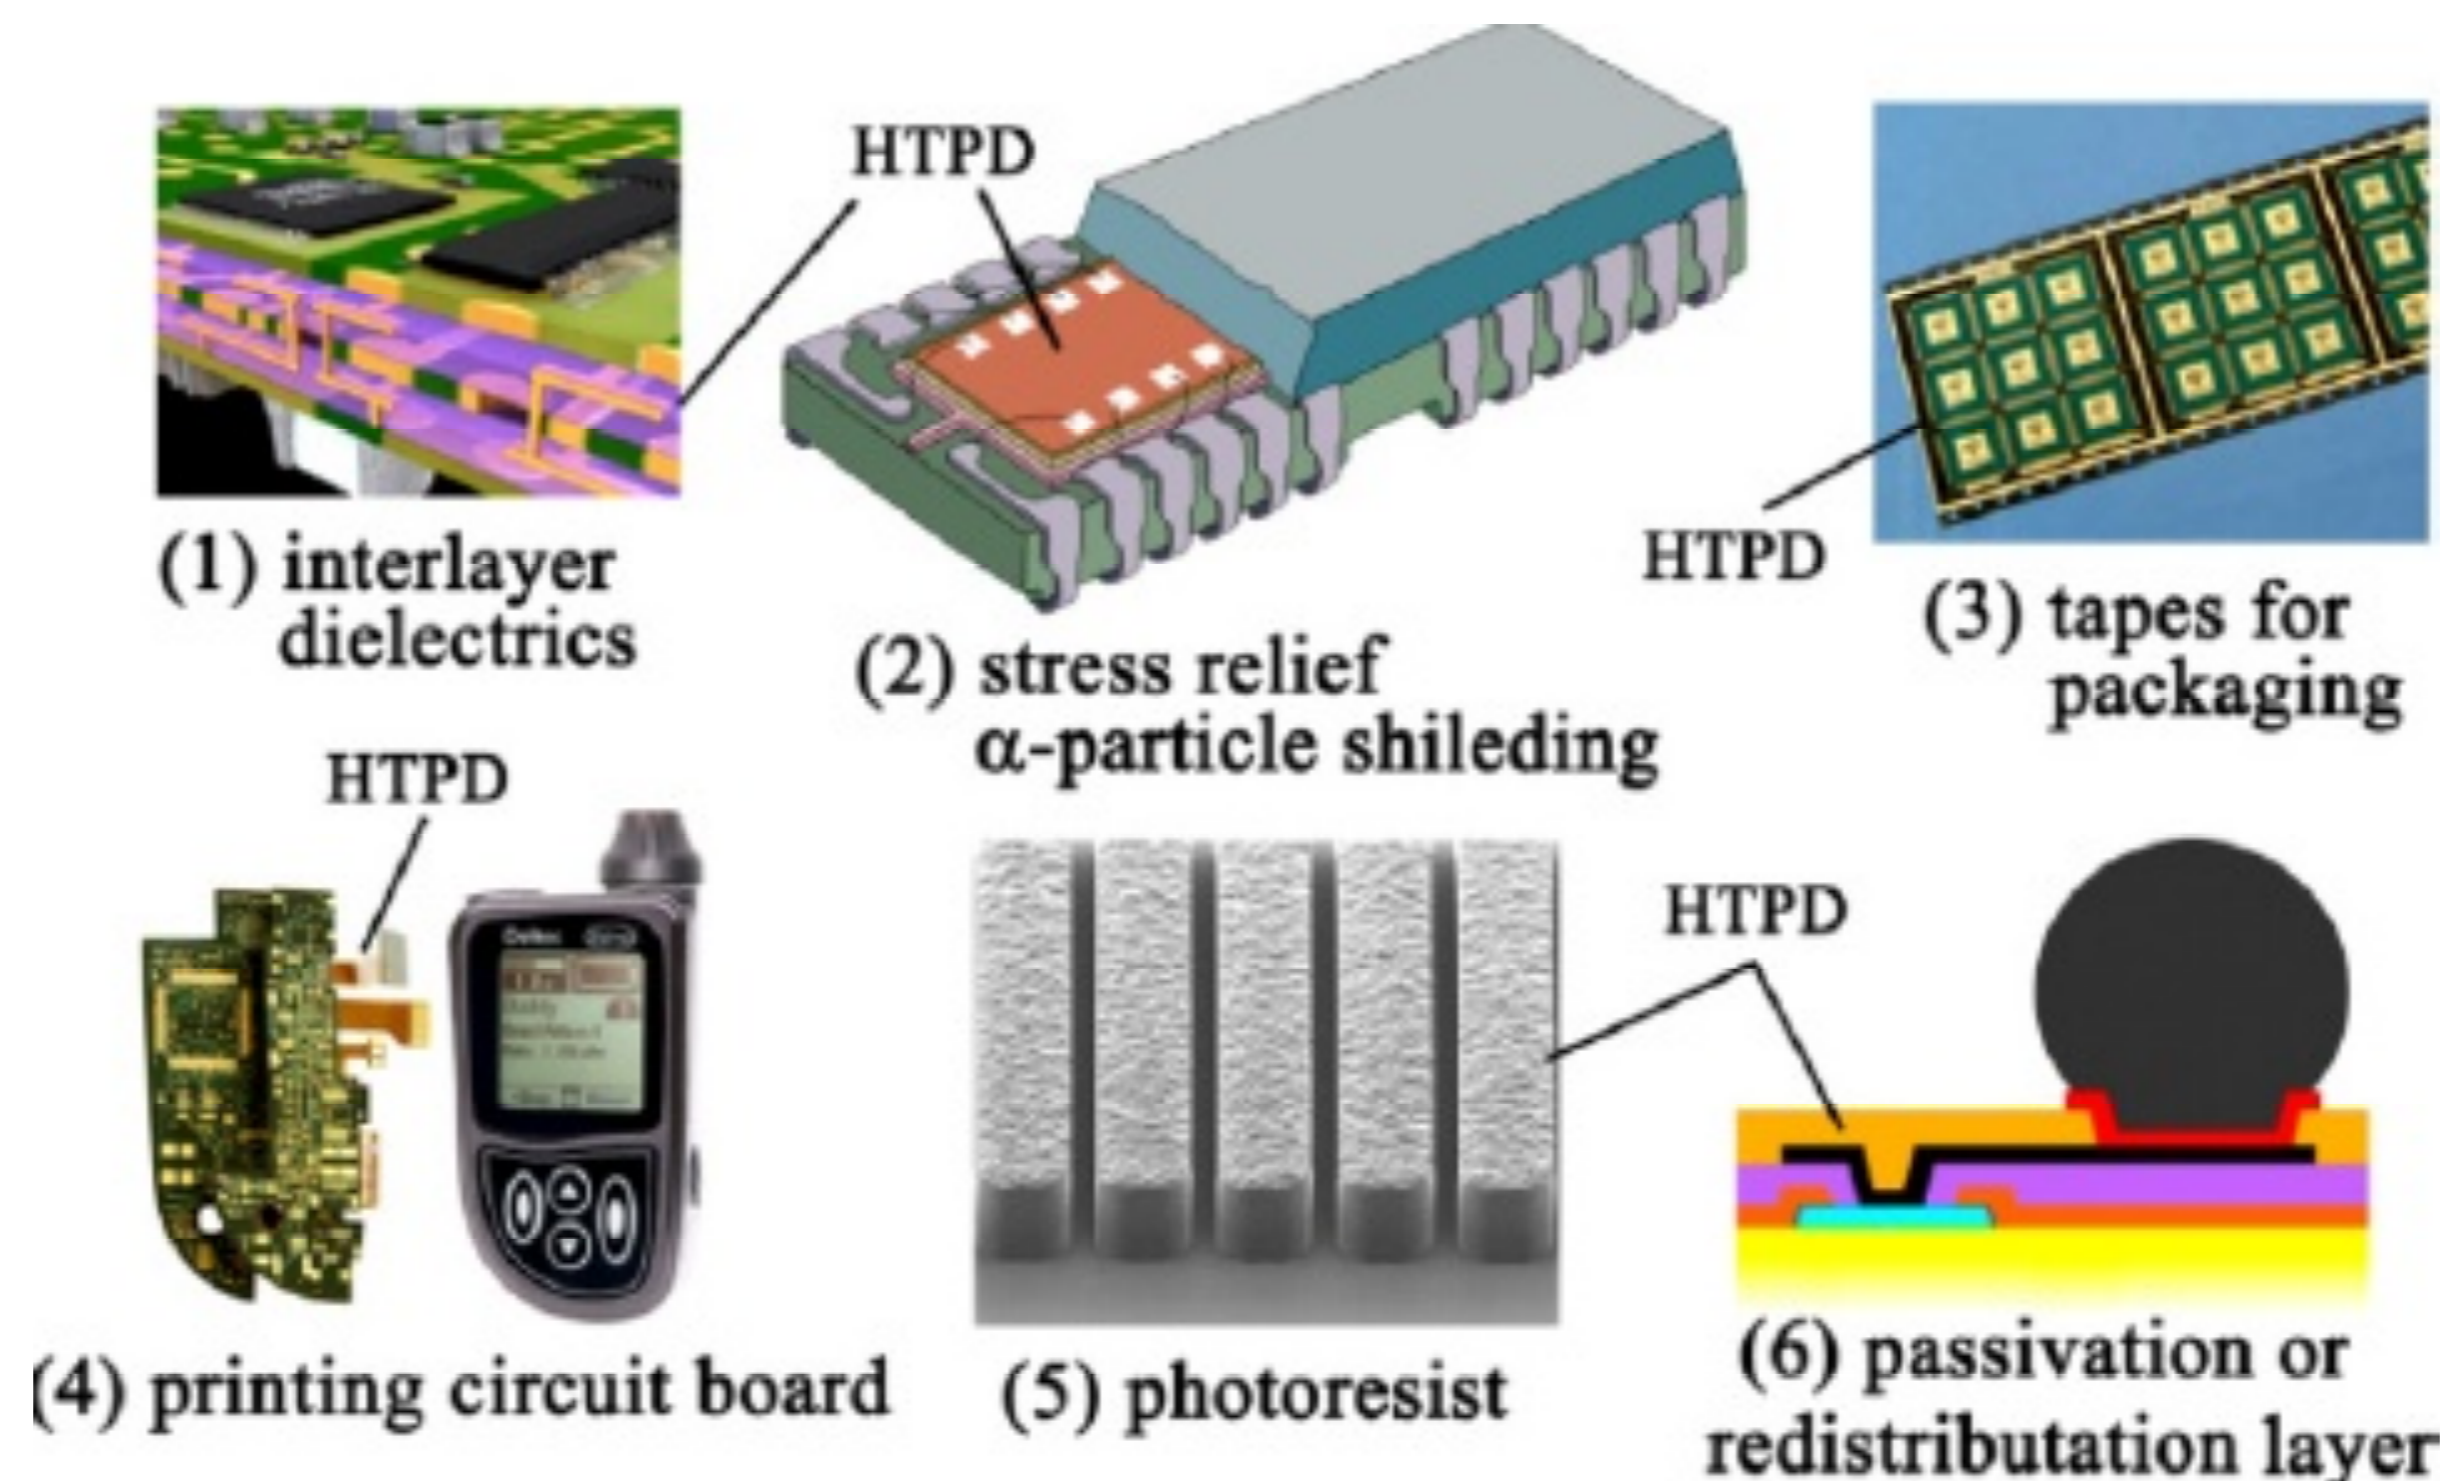 HTPD
(1) interlayer
dielectrics
(2) stress relief
α-particle shileding
HTPD
(3) tapes for
packaging
HTPD
(4) printing circuit board
(5) photoresist
HTPD
(6) passivation or
redistributation layer